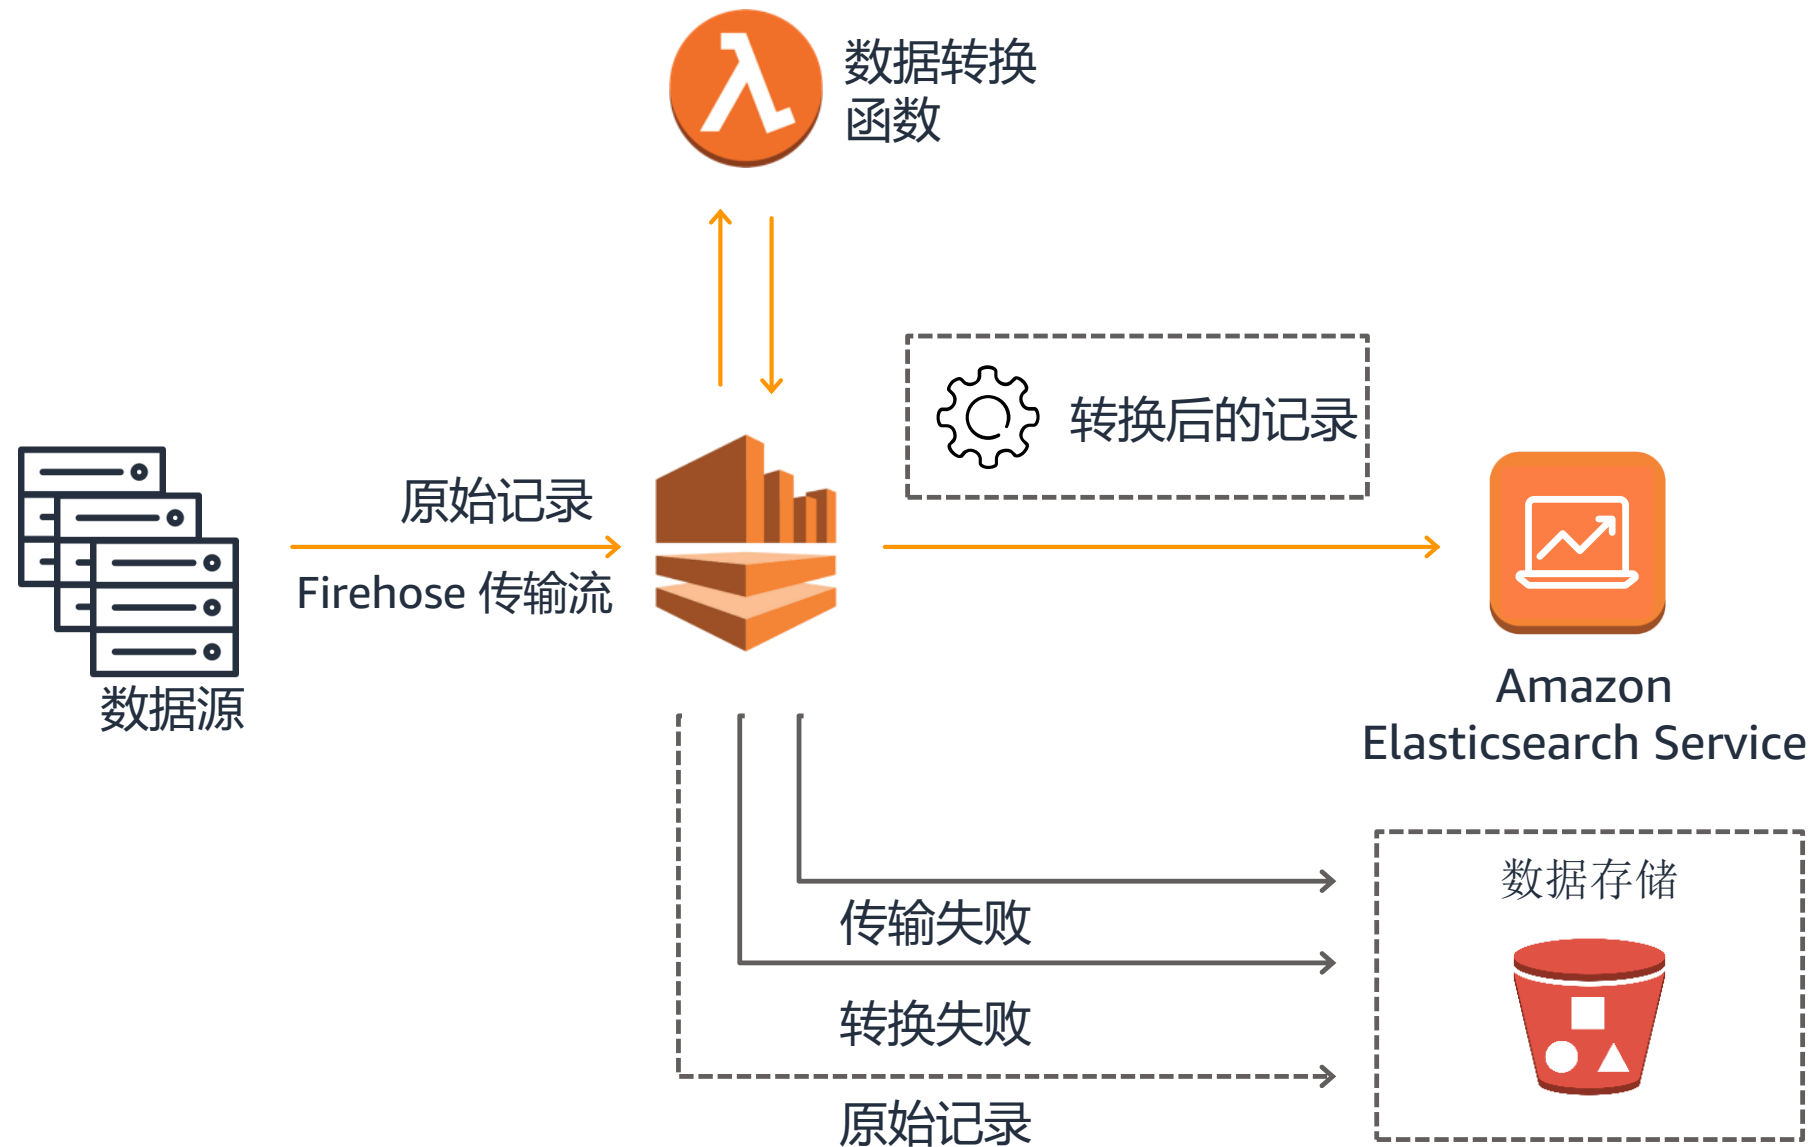 数据转换
函数
转换后的记录
原始记录
Firehose 传输流
数据源
Amazon
Elasticsearch Service
数据存储
传输失败
转换失败
原始记录